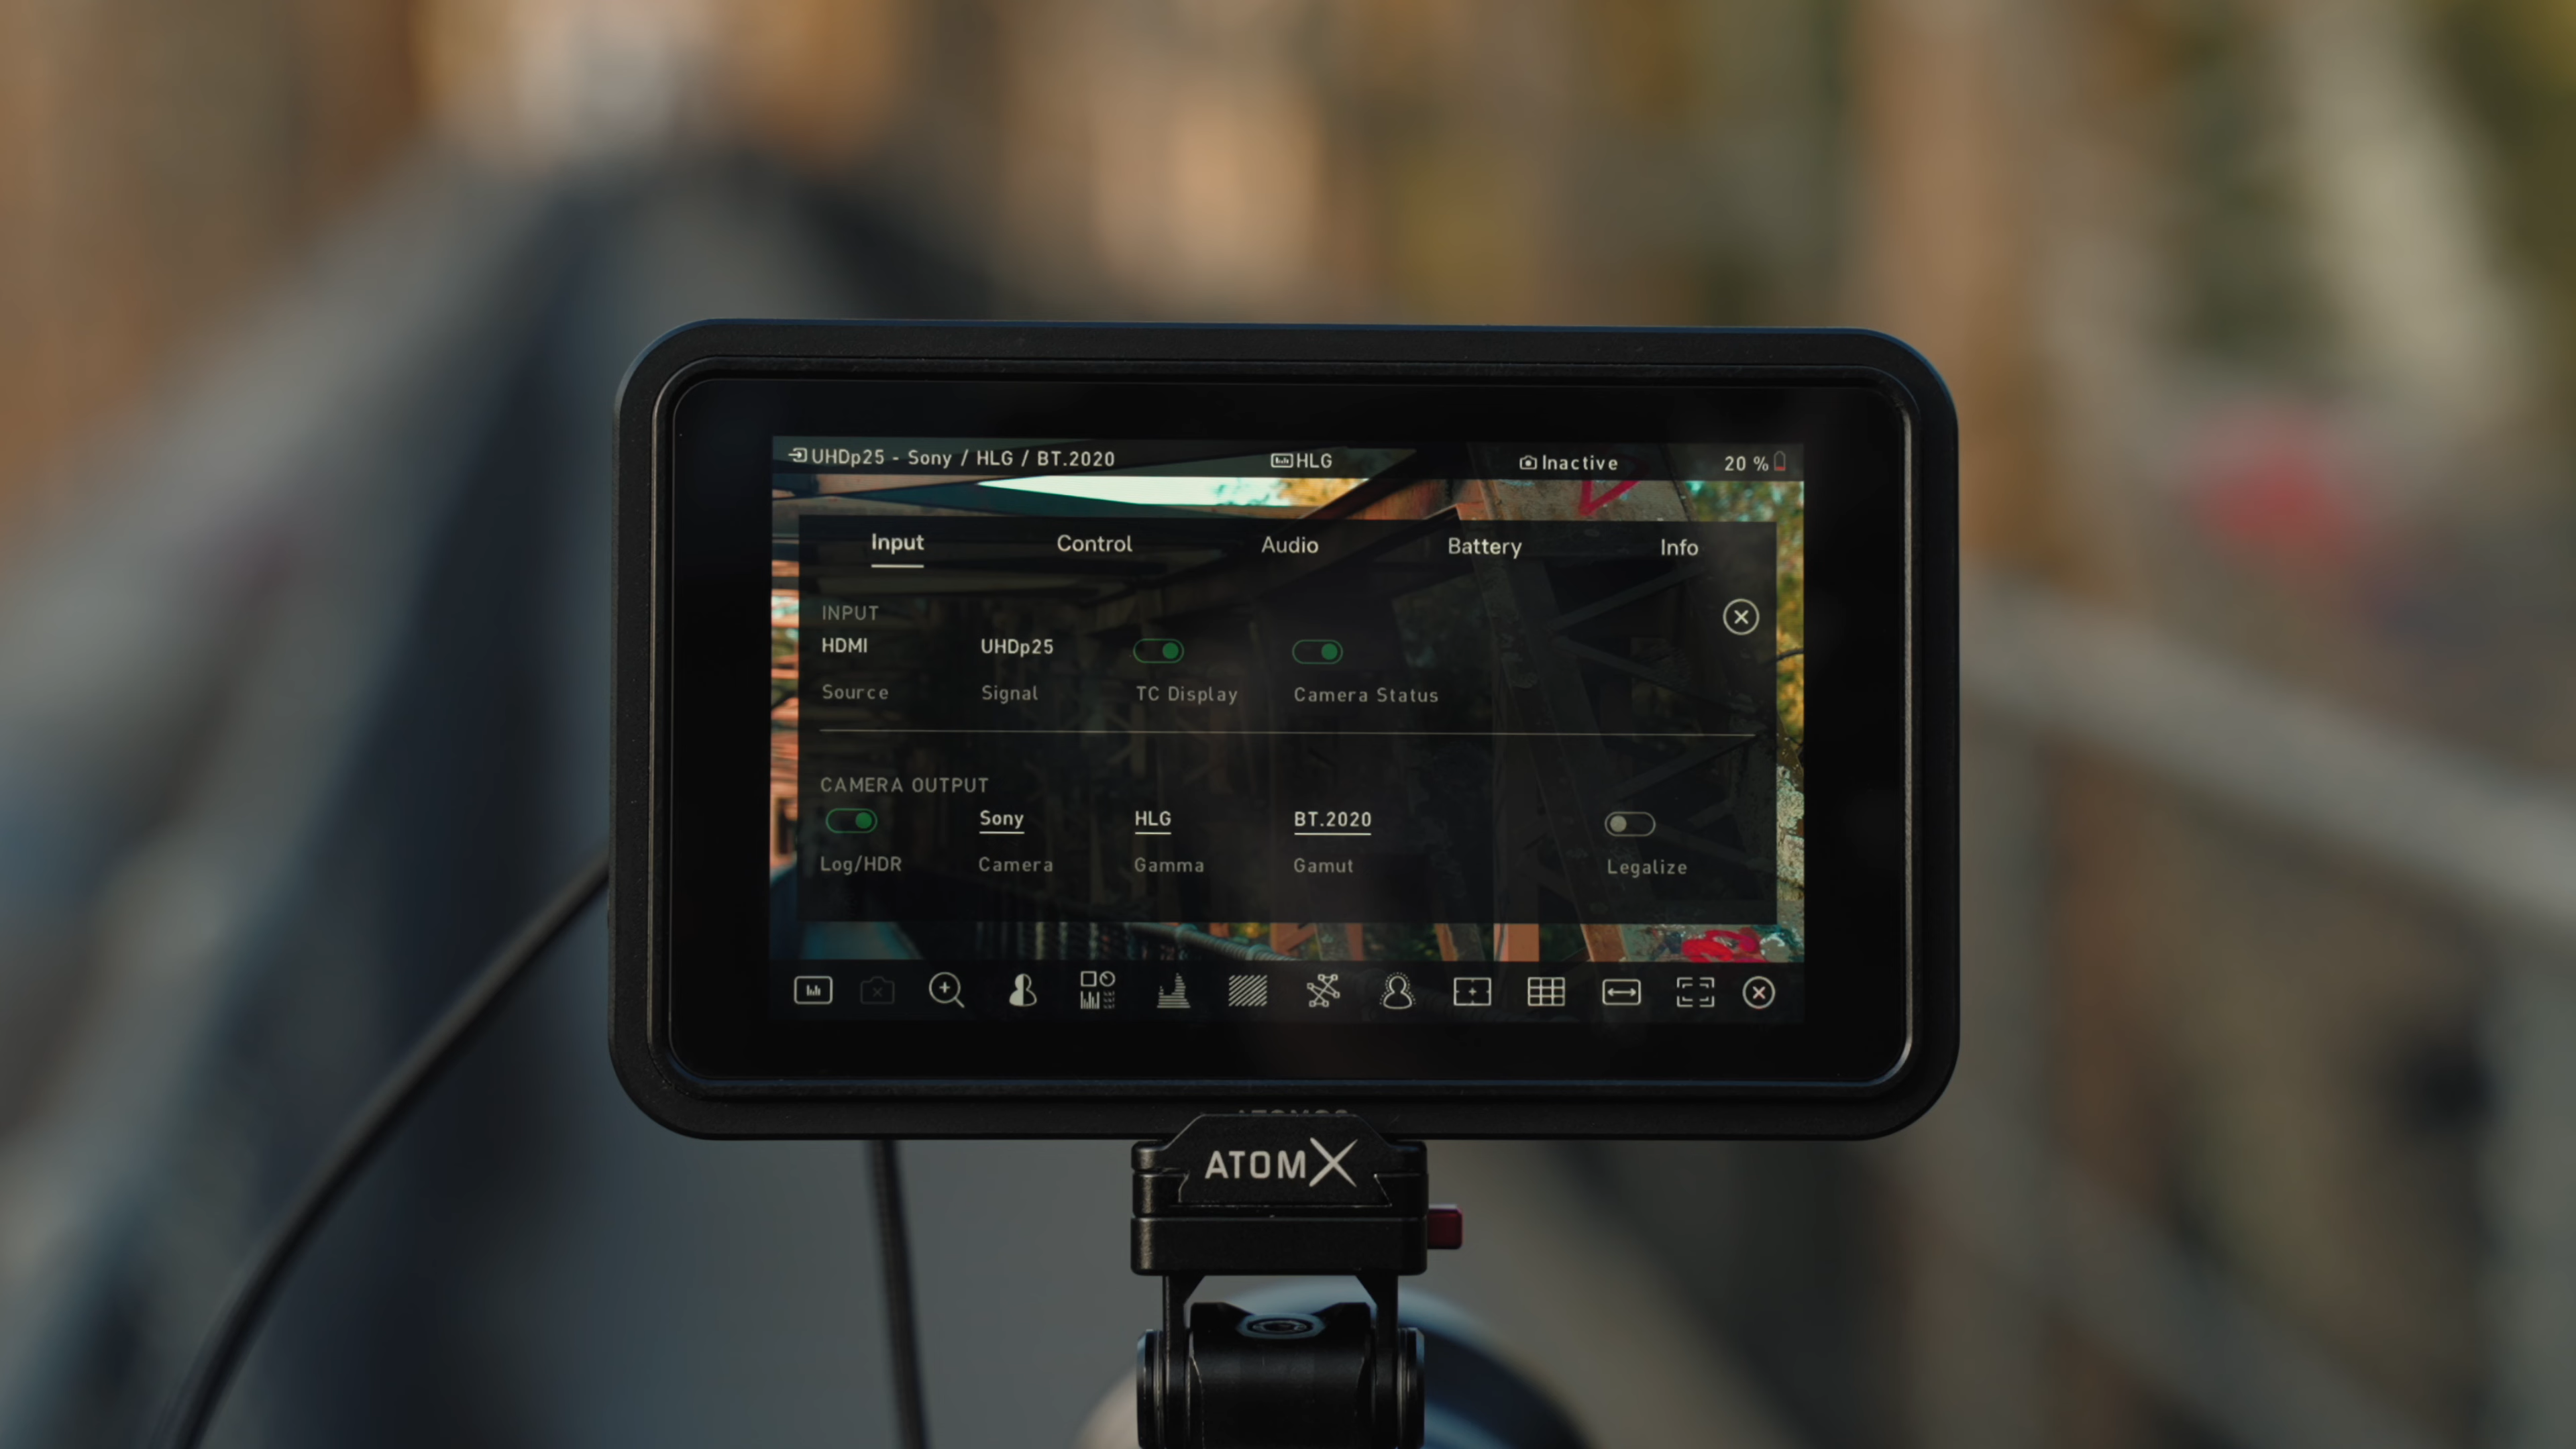 UHDp25 - Sony / HLG / BT.2020 HLG Inactive 20 %
Input Control Audio Battery Info
INPUT
HDMI UHDp25
Source Signal TC Display Camera Status
CAMERA OUTPUT
Sony HLG BT.2020
Log/HDR Camera Gamma Gamut Legalize
ATOMX